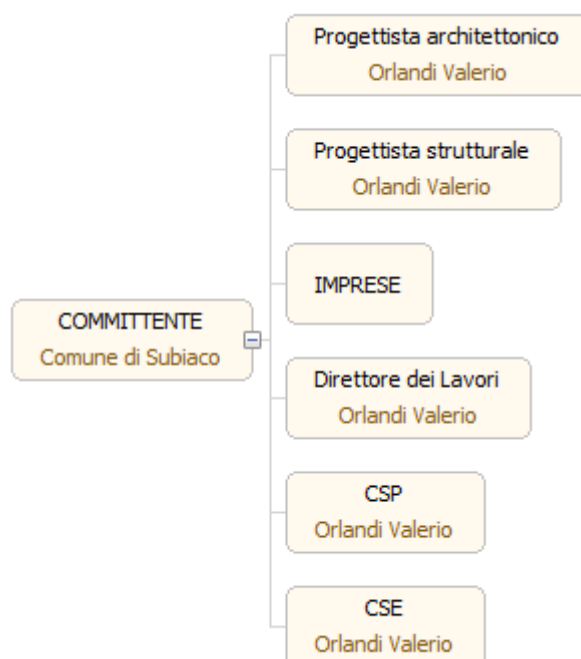 Progettista architettonico
Orlandi Valerio
Progettista strutturale
Orlandi Valerio
IMPRESE
COMMITTENTE
Comune di Subiaco
Direttore dei Lavori
Orlandi Valerio
CSP
Orlandi Valerio
CSE
Orlandi Valerio